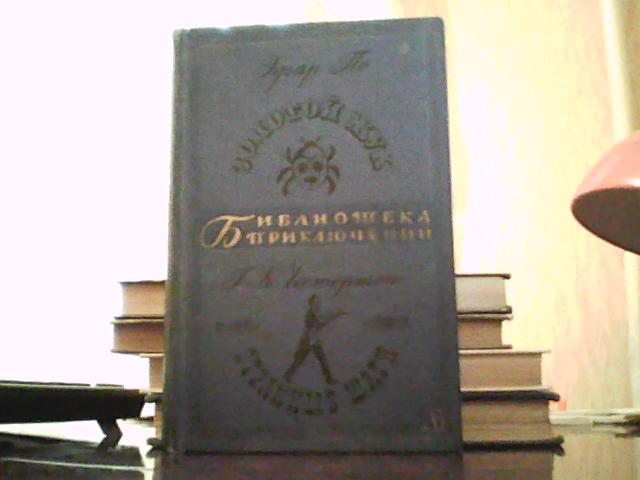 Эдгар По
ЗОЛОТОЙ ЖУК
БИБЛИОТЕКА
ПРИКЛЮЧЕНИЙ
Г. К. Честертон